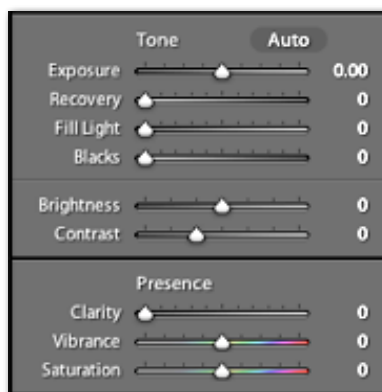 Tone Auto
Exposure 0.00
Recovery 0
Fill Light 0
Blacks 0
Brightness 0
Contrast 0
Presence
Clarity 0
Vibrance 0
Saturation 0